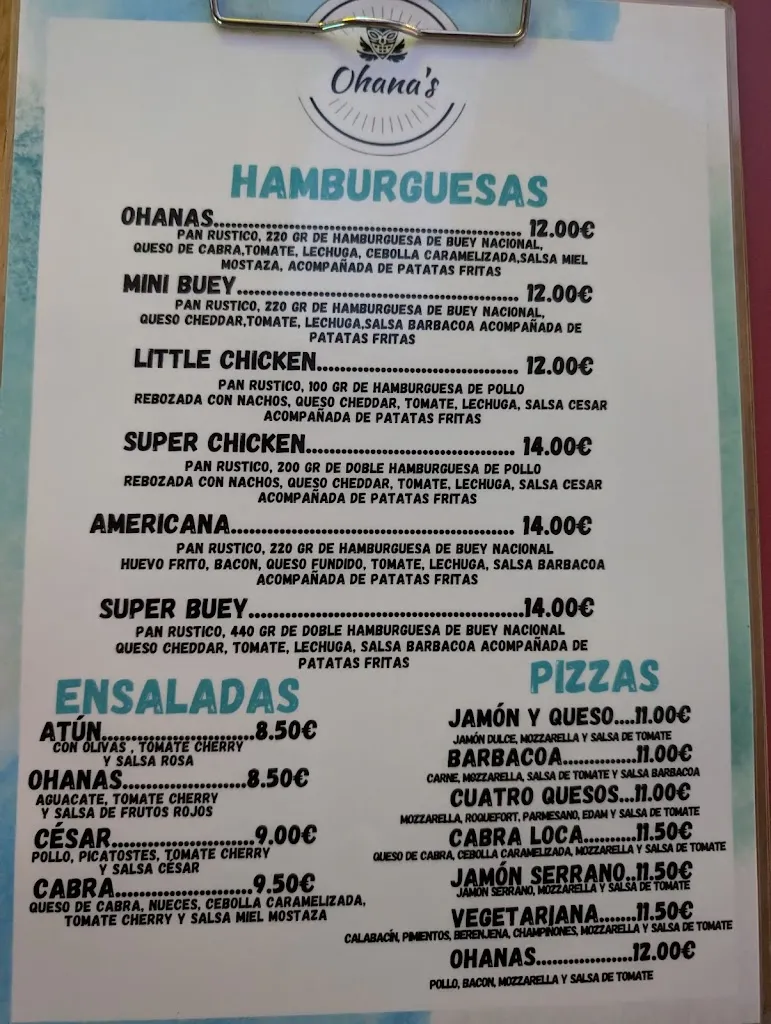 Ohana's
HAMBURGUESAS
OHANAS........................................................ 12.00€
PAN RUSTICO, 220 GR DE HAMBURGUESA DE BUEY NACIONAL,
QUESO DE CABRA,TOMATE, LECHUGA, CEBOLLA CARAMELIZADA,SALSA MIEL
MOSTAZA, ACOMPAÑADA DE PATATAS FRITAS
MINI BUEY................................................... 12.00€
PAN RUSTICO, 220 GR DE HAMBURGUESA DE BUEY NACIONAL,
QUESO CHEDDAR,TOMATE, LECHUGA,SALSA BARBACOA ACOMPAÑADA DE
PATATAS FRITAS
LITTLE CHICKEN..................................... 12.00€
PAN RUSTICO, 100 GR DE HAMBURGUESA DE POLLO
REBOZADA CON NACHOS, QUESO CHEDDAR, TOMATE, LECHUGA, SALSA CESAR
ACOMPAÑADA DE PATATAS FRITAS
SUPER CHICKEN...................................... 14.00€
PAN RUSTICO, 200 GR DE DOBLE HAMBURGUESA DE POLLO
REBOZADA CON NACHOS, QUESO CHEDDAR, TOMATE, LECHUGA, SALSA CESAR
ACOMPAÑADA DE PATATAS FRITAS
AMERICANA................................................... 14.00€
PAN RUSTICO, 220 GR DE HAMBURGUESA DE BUEY NACIONAL
HUEVO FRITO, BACON, QUESO FUNDIDO, TOMATE, LECHUGA, SALSA BARBACOA
ACOMPAÑADA DE PATATAS FRITAS
SUPER BUEY.................................................14.00€
PAN RUSTICO, 440 GR DE DOBLE HAMBURGUESA DE BUEY NACIONAL
QUESO CHEDDAR, TOMATE, LECHUGA, SALSA BARBACOA ACOMPAÑADA DE
PATATAS FRITAS
ENSALADAS
ATÚN.........................8.50€
CON OLIVAS , TOMATE CHERRY
Y SALSA ROSA
OHANAS....................8.50€
AGUACATE, TOMATE CHERRY
Y SALSA DE FRUTOS ROJOS
CÉSAR.......................9.00€
POLLO, PICATOSTES, TOMATE CHERRY
Y SALSA CÉSAR
CABRA......................9.50€
QUESO DE CABRA, NUECES, CEBOLLA CARAMELIZADA,
TOMATE CHERRY Y SALSA MIEL MOSTAZA
PIZZAS
JAMÓN Y QUESO....11.00€
JAMÓN DULCE, MOZZARELLA Y SALSA DE TOMATE
BARBACOA..............11.00€
CARNE, MOZZARELLA, SALSA DE TOMATE Y SALSA BARBACOA
CUATRO QUESOS...11.00€
MOZZARELLA, ROQUEFORT, PARMESANO, EDAM Y SALSA DE TOMATE
CABRA LOCA..........11.50€
QUESO DE CABRA, CEBOLLA CARAMELIZADA, MOZZARELLA Y SALSA DE TOMATE
JAMÓN SERRANO..11.50€
JAMON SERRANO, MOZZARELLA Y SALSA DE TOMATE
VEGETARIANA.......11.50€
CALABACÍN, PIMIENTOS, BERENJENA, CHAMPIÑONES, MOZZARELLA Y SALSA DE TOMATE
OHANAS..................12.00€
POLLO, BACON, MOZZARELLA Y SALSA DE TOMATE